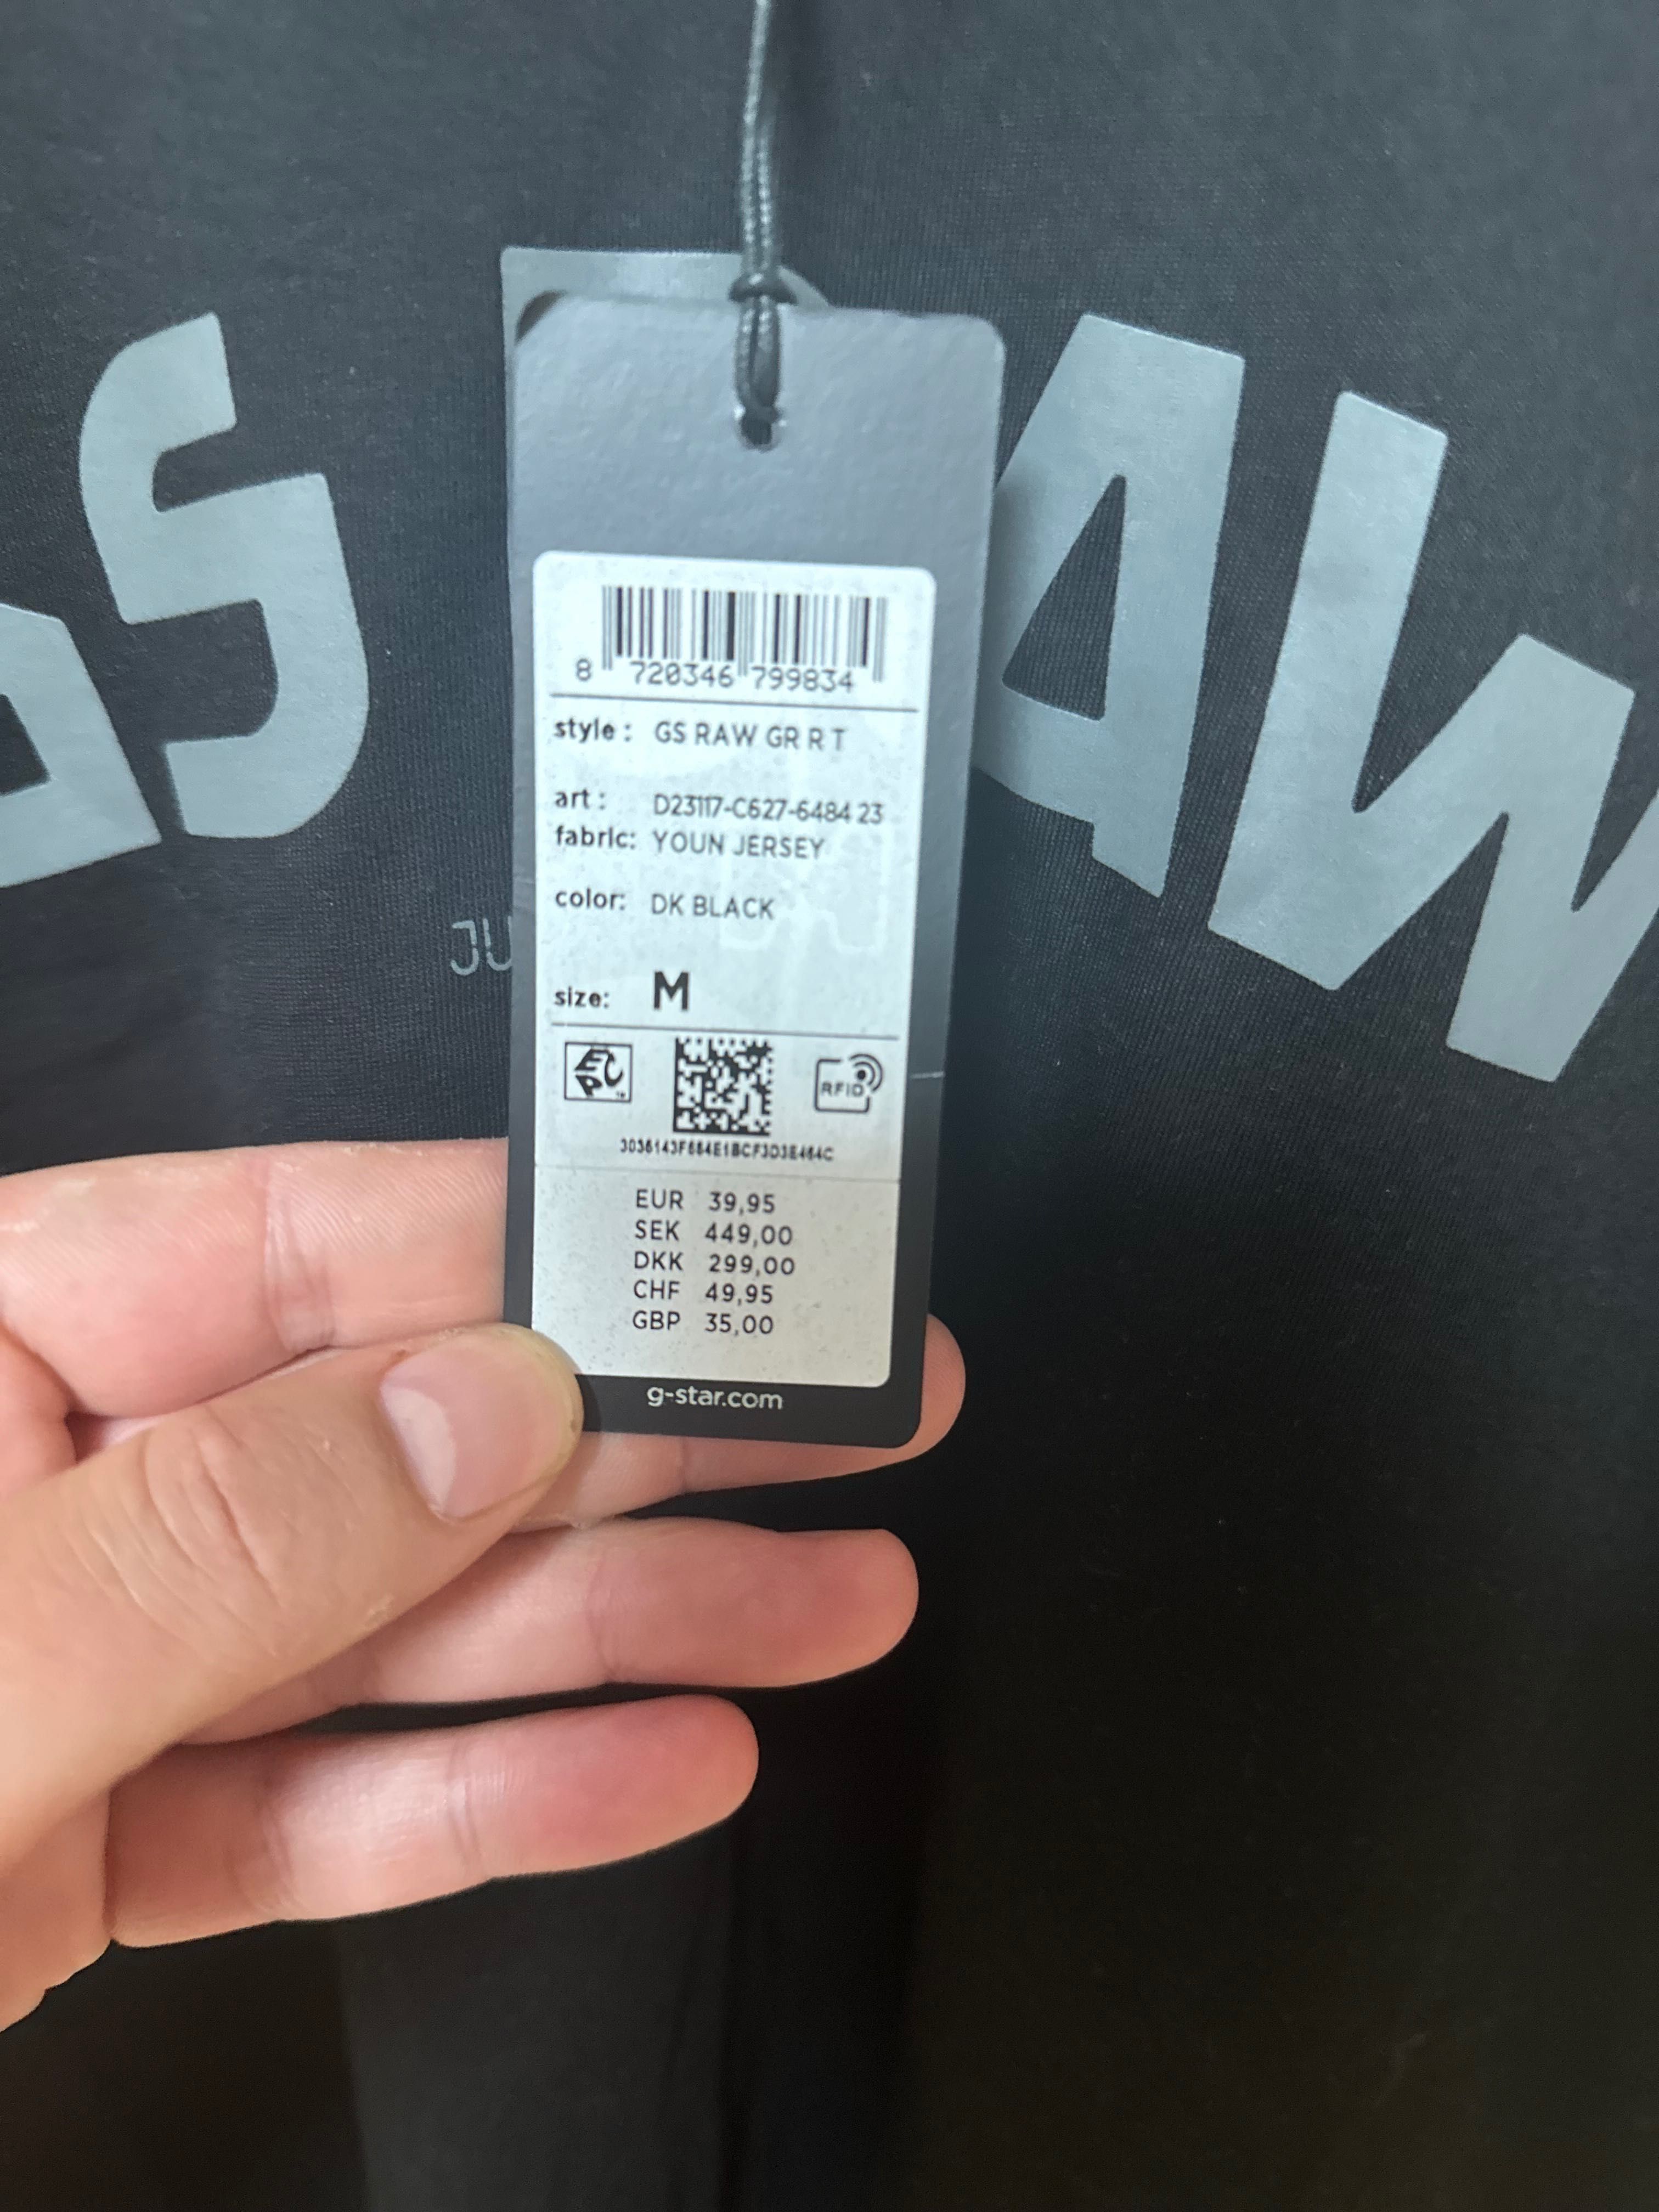 GS RAW
JU
8 720346 799834
style: GS RAW GR R T
art: D23117-C627-6484 23
fabric: YOUN JERSEY
color: DK BLACK
size: M
EPC
RFID
3036143F684E1BCF3D3E464C
EUR 39,95
SEK 449,00
DKK 299,00
CHF 49,95
GBP 35,00
g-star.com